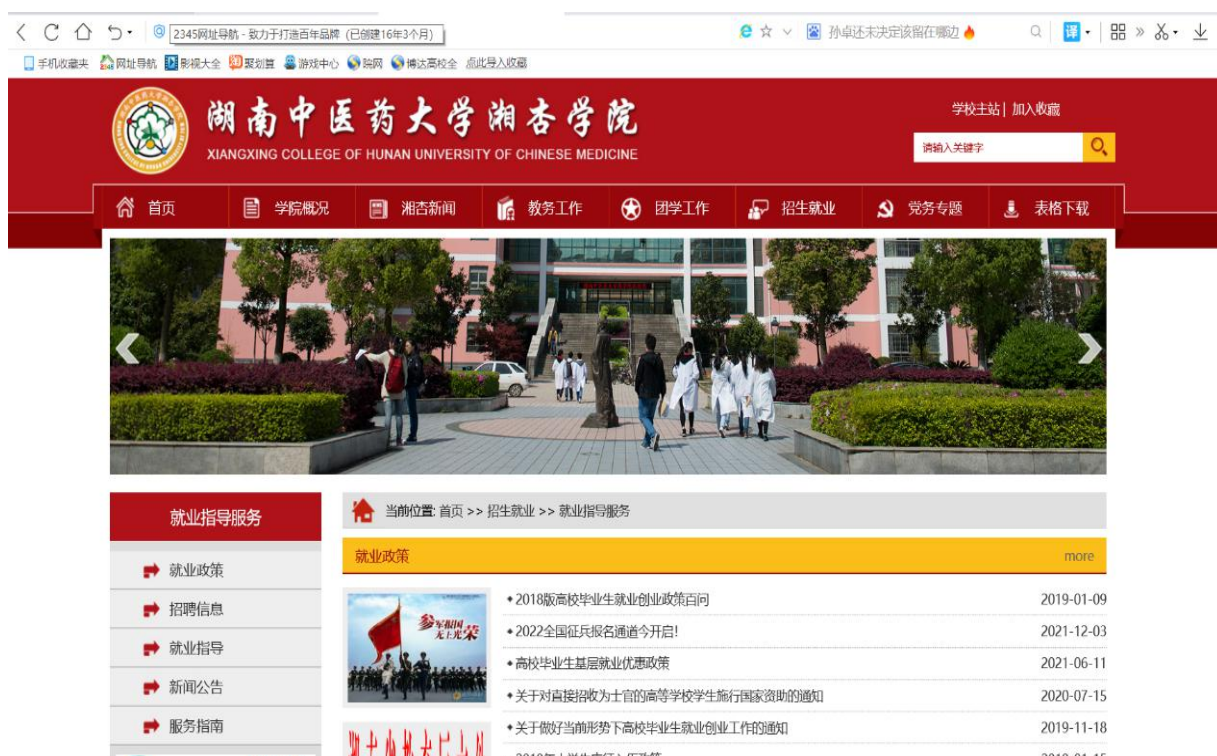 2345网址导航 - 致力于打造百年品牌 (已创建16年3个月)
孙卓还未决定该留在哪边
译
手机收藏夹 网址导航 影视大全 聚划算 游戏中心 院网 博达高校全 点此导入收藏
湖南中医药大学湘杏学院
XIANGXING COLLEGE OF HUNAN UNIVERSITY OF CHINESE MEDICINE
学校主站 | 加入收藏
请输入关键字
首页 学院概况 湘杏新闻 教务工作 团学工作 招生就业 党务专题 表格下载
就业指导服务
就业政策
招聘信息
就业指导
新闻公告
服务指南
当前位置: 首页 >> 招生就业 >> 就业指导服务
就业政策 more
参军报国
无上光荣
2018版高校毕业生就业创业政策百问 2019-01-09
2022全国征兵报名通道今开启! 2021-12-03
高校毕业生基层就业优惠政策 2021-06-11
关于对直接招收为士官的高等学校学生施行国家资助的通知 2020-07-15
关于做好当前形势下高校毕业生就业创业工作的通知 2019-11-18